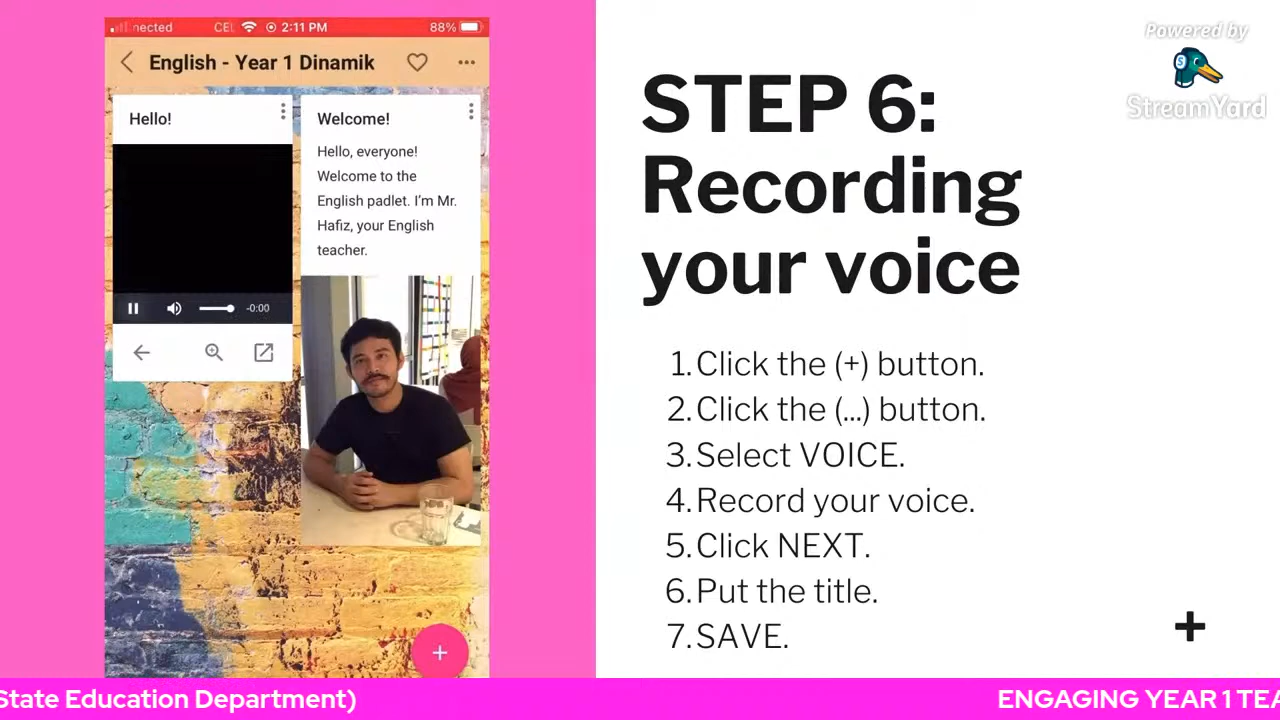 nected CEL 2:11 PM 88%
English - Year 1 Dinamik
Hello!
-0:00
Welcome!
Hello, everyone!
Welcome to the
English padlet. I'm Mr.
Hafiz, your English
teacher.
+
STEP 6:
Recording
your voice
1. Click the (+) button.
2. Click the (...) button.
3. Select VOICE.
4. Record your voice.
5. Click NEXT.
6. Put the title.
7. SAVE.
+
Powered by
StreamYard
State Education Department) ENGAGING YEAR 1 TEA